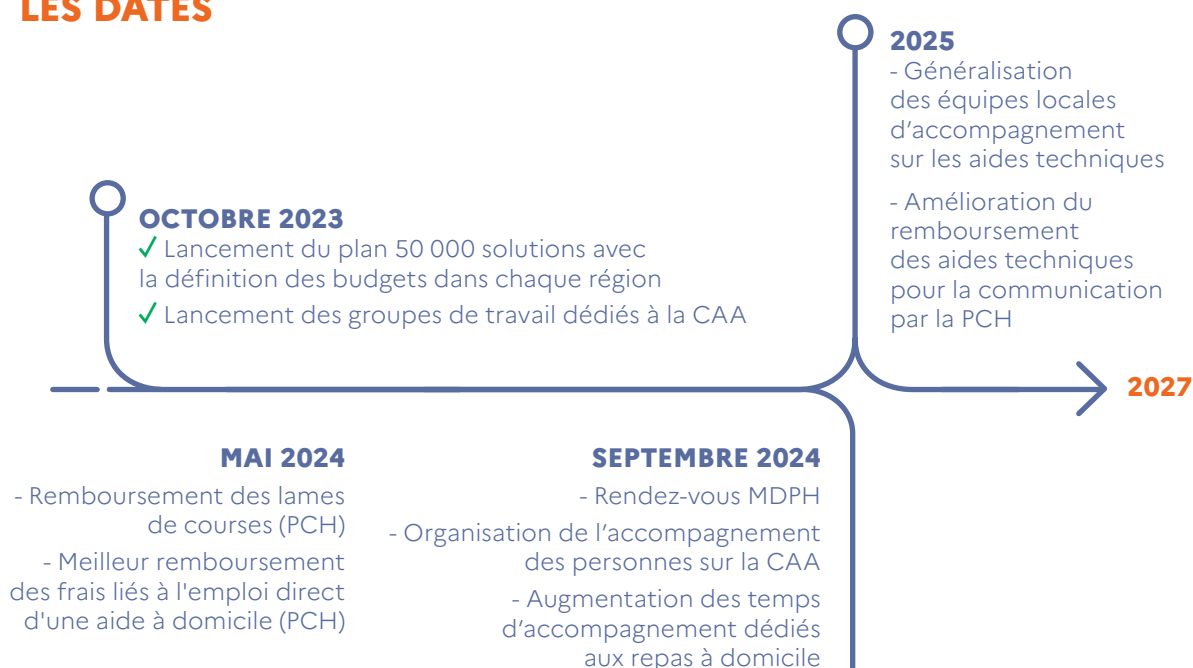 LES DATES
OCTOBRE 2023
✓ Lancement du plan 50 000 solutions avec
la définition des budgets dans chaque région
✓ Lancement des groupes de travail dédiés à la CAA
2025
- Généralisation
des équipes locales
d’accompagnement
sur les aides techniques
- Amélioration du
remboursement
des aides techniques
pour la communication
par la PCH
2027
MAI 2024
- Remboursement des lames
de courses (PCH)
- Meilleur remboursement
des frais liés à l'emploi direct
d'une aide à domicile (PCH)
SEPTEMBRE 2024
- Rendez-vous MDPH
- Organisation de l’accompagnement
des personnes sur la CAA
- Augmentation des temps
d’accompagnement dédiés
aux repas à domicile